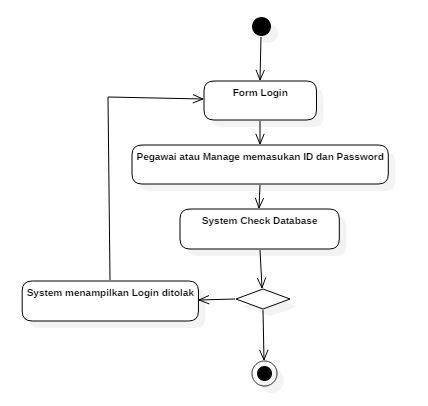 Form Login
Pegawai atau Manage memasukan ID dan Password
System Check Database
System menampilkan Login ditolak